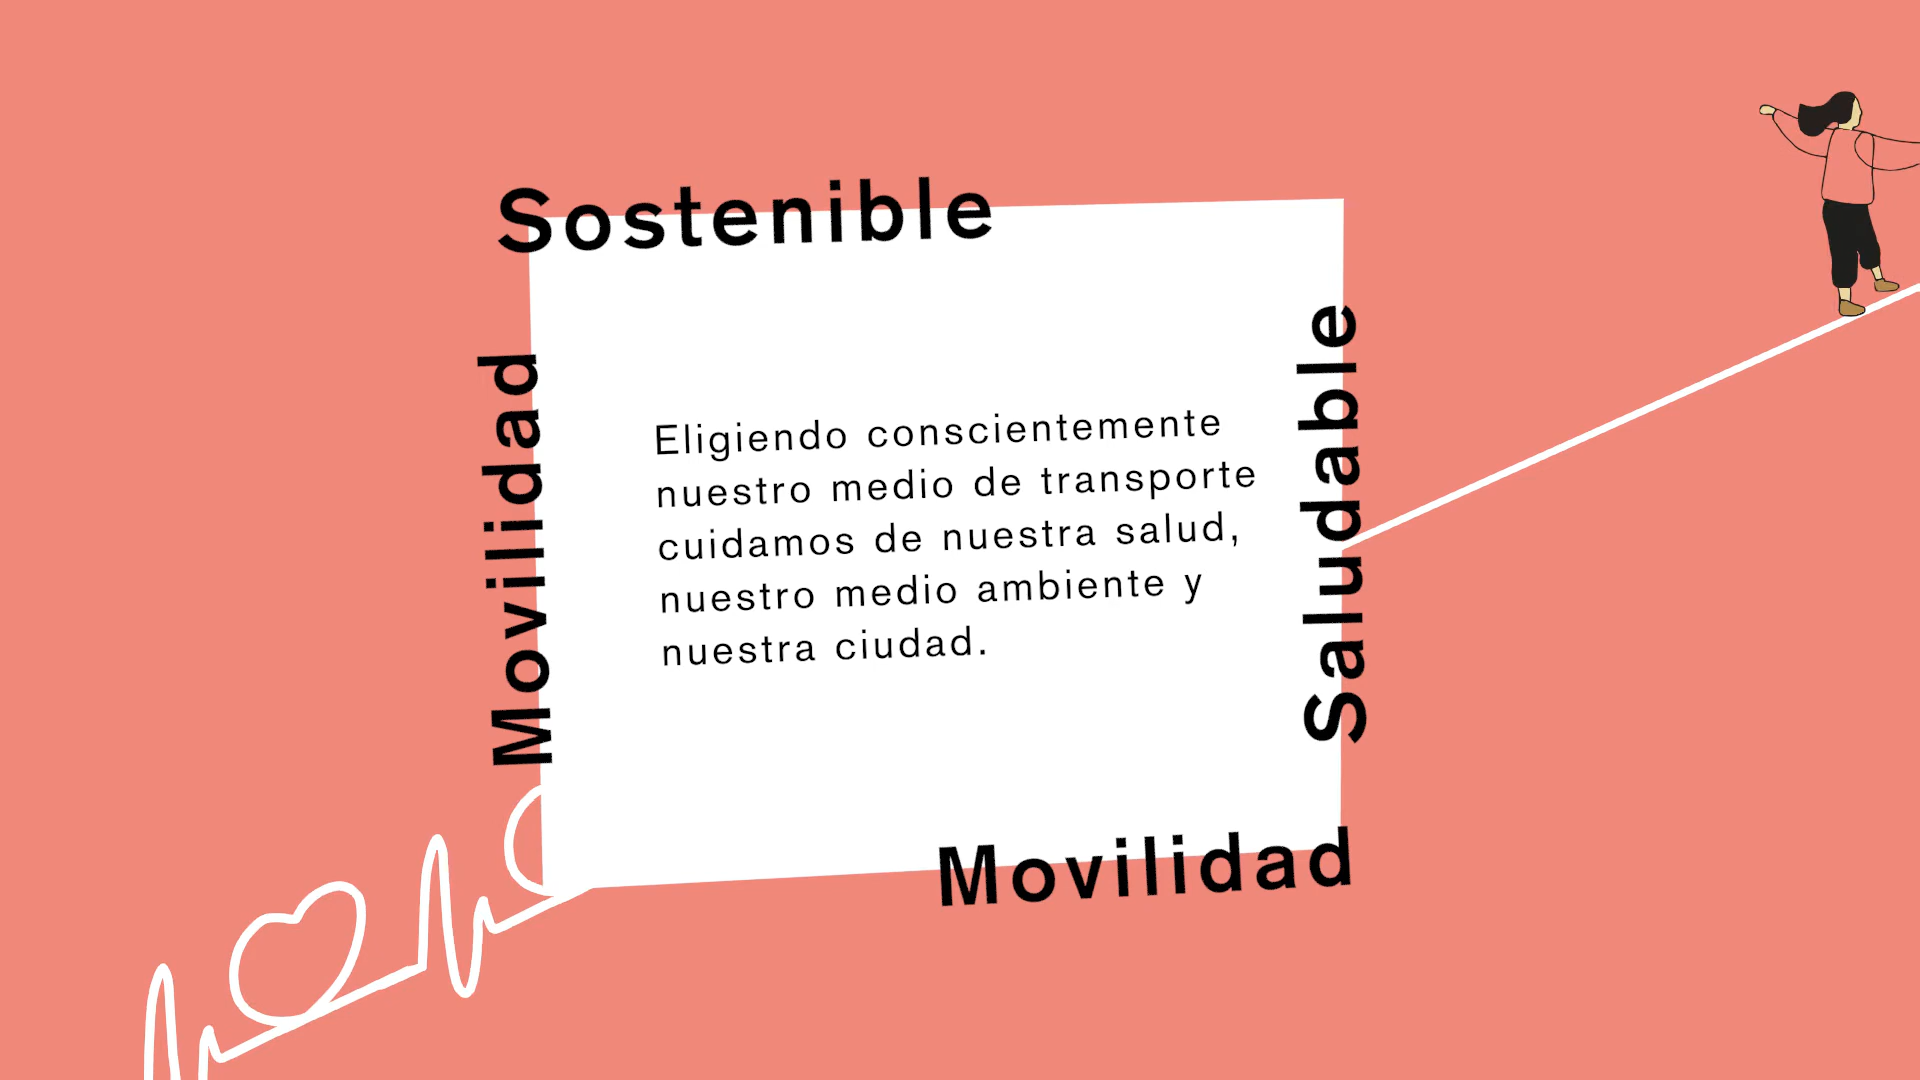 Sostenible
Movilidad
Eligiendo conscientemente
nuestro medio de transporte
cuidamos de nuestra salud,
nuestro medio ambiente y
nuestra ciudad.
Saludable
Movilidad